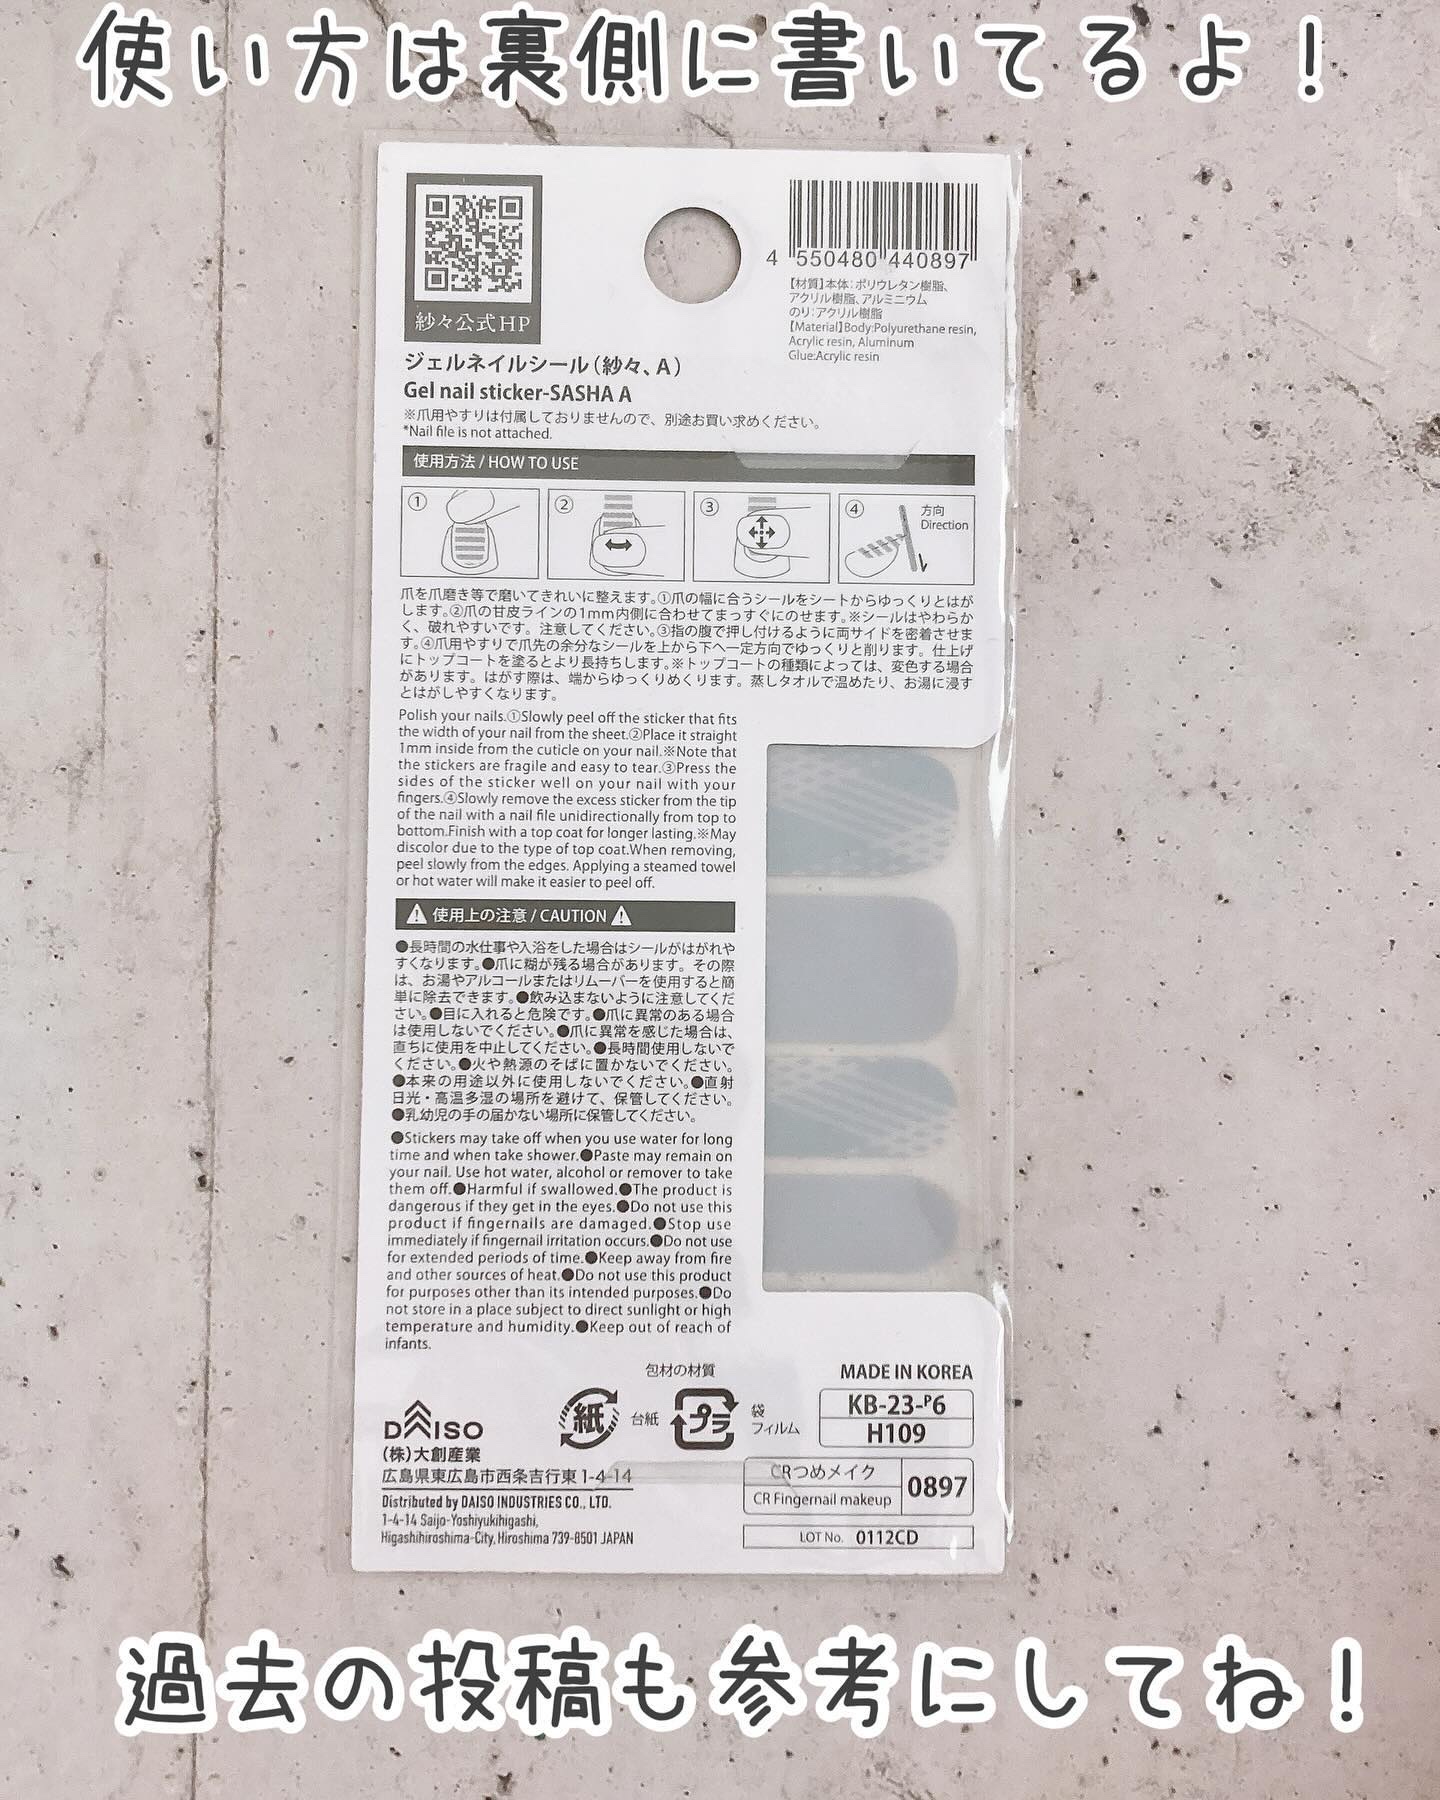 使い方は裏側に書いてるよ！
紗々公式HP
4 550480 440897
【材質】本体：ポリウレタン樹脂、
アクリル樹脂、アルミニウム
のり：アクリル樹脂
【Material】Body:Polyurethane resin,
Acrylic resin, Aluminum
Glue:Acrylic resin
ジェルネイルシール（紗々、A）
Gel nail sticker-SASHA A
※爪用やすりは付属しておりませんので、別途お買い求めください。
*Nail file is not attached.
使用方法 / HOW TO USE
①
②
③
④
方向
Direction
爪を爪磨き等で磨いてきれいに整えます。①爪の幅に合うシールをシートからゆっくりとはが
します。②爪の甘皮ラインの1mm内側に合わせてまっすぐにのせます。※シールはやわらか
く、破れやすいです。注意してください。③指の腹で押し付けるように両サイドを密着させま
す。④爪用やすりで爪先の余分なシールを上から下へ一定方向でゆっくりと削ります。仕上げ
にトップコートを塗るとより長持ちします。※トップコートの種類によっては、変色する場合
があります。はがす際は、端からゆっくりめくります。蒸しタオルで温めたり、お湯に浸す
とはがしやすくなります。
Polish your nails.①Slowly peel off the sticker that fits
the width of your nail from the sheet.②Place it straight
1mm inside from the cuticle on your nail.※Note that
the stickers are fragile and easy to tear.③Press the
sides of the sticker well on your nail with your
fingers.④Slowly remove the excess sticker from the tip
of the nail with a nail file unidirectionally from top to
bottom.Finish with a top coat for longer lasting.※May
discolor due to the type of top coat.When removing,
peel slowly from the edges. Applying a steamed towel
or hot water will make it easier to peel off.
使用上の注意 / CAUTION
●長時間の水仕事や入浴をした場合はシールがはがれや
すくなります。●爪に糊が残る場合があります。その際
は、お湯やアルコールまたはリムーバーを使用すると簡
単に除去できます。●飲み込まないように注意してくだ
さい。●目に入れると危険です。●爪に異常のある場合
は使用しないでください。●爪に異常を感じた場合は、
直ちに使用を中止してください。●長時間使用しないで
ください。●火や熱源のそばに置かないでください。
●本来の用途以外に使用しないでください。●直射
日光・高温多湿の場所を避けて、保管してください。
●乳幼児の手の届かない場所に保管してください。
●Stickers may take off when you use water for long
time and when take shower.●Paste may remain on
your nail. Use hot water, alcohol or remover to take
them off.●Harmful if swallowed.●The product is
dangerous if they get in the eyes.●Do not use this
product if fingernails are damaged.●Stop use
immediately if fingernail irritation occurs.●Do not use
for extended periods of time.●Keep away from fire
and other sources of heat.●Do not use this product
for purposes other than its intended purposes.●Do
not store in a place subject to direct sunlight or high
temperature and humidity.●Keep out of reach of
infants.
包材の材質
紙 台紙
プラ 袋
フィルム
MADE IN KOREA
KB-23-P6
H109
DAISO
(株)大創産業
広島県東広島市西条吉行東 1-4-14
Distributed by DAISO INDUSTRIES CO., LTD.
1-4-14 Saijo-Yoshiyukihigashi,
Higashihiroshima-City, Hiroshima 739-8501 JAPAN
CRつめメイク
CR Fingernail makeup
0897
LOT No. 0112CD
過去の投稿も参考にしてね！